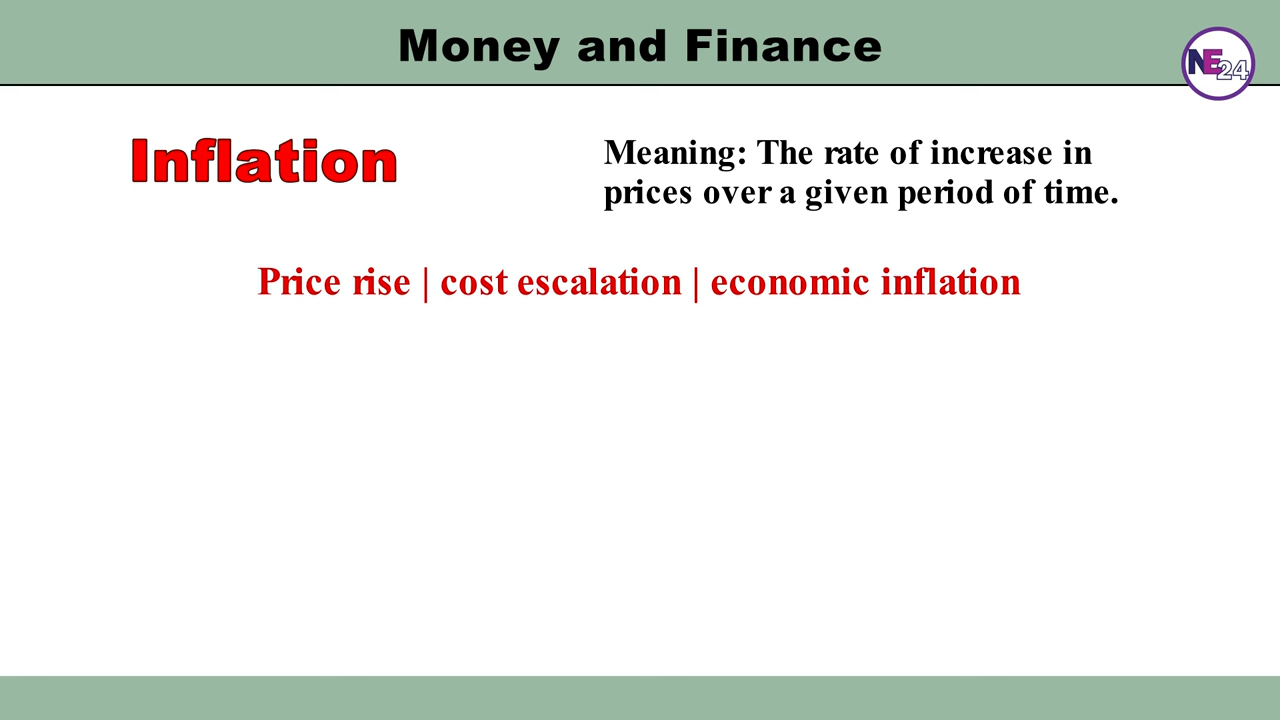 Money and Finance
NE24
Inflation
Meaning: The rate of increase in
prices over a given period of time.
Price rise | cost escalation | economic inflation